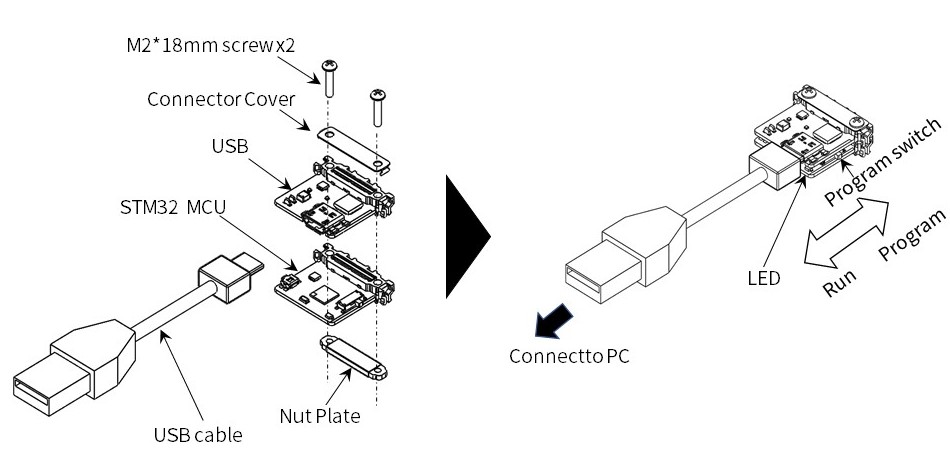 M2*18mm screw x2
Connector Cover
USB
STM32 MCU
USB cable
Nut Plate
Program switch
Program
Run
LED
Connectto PC